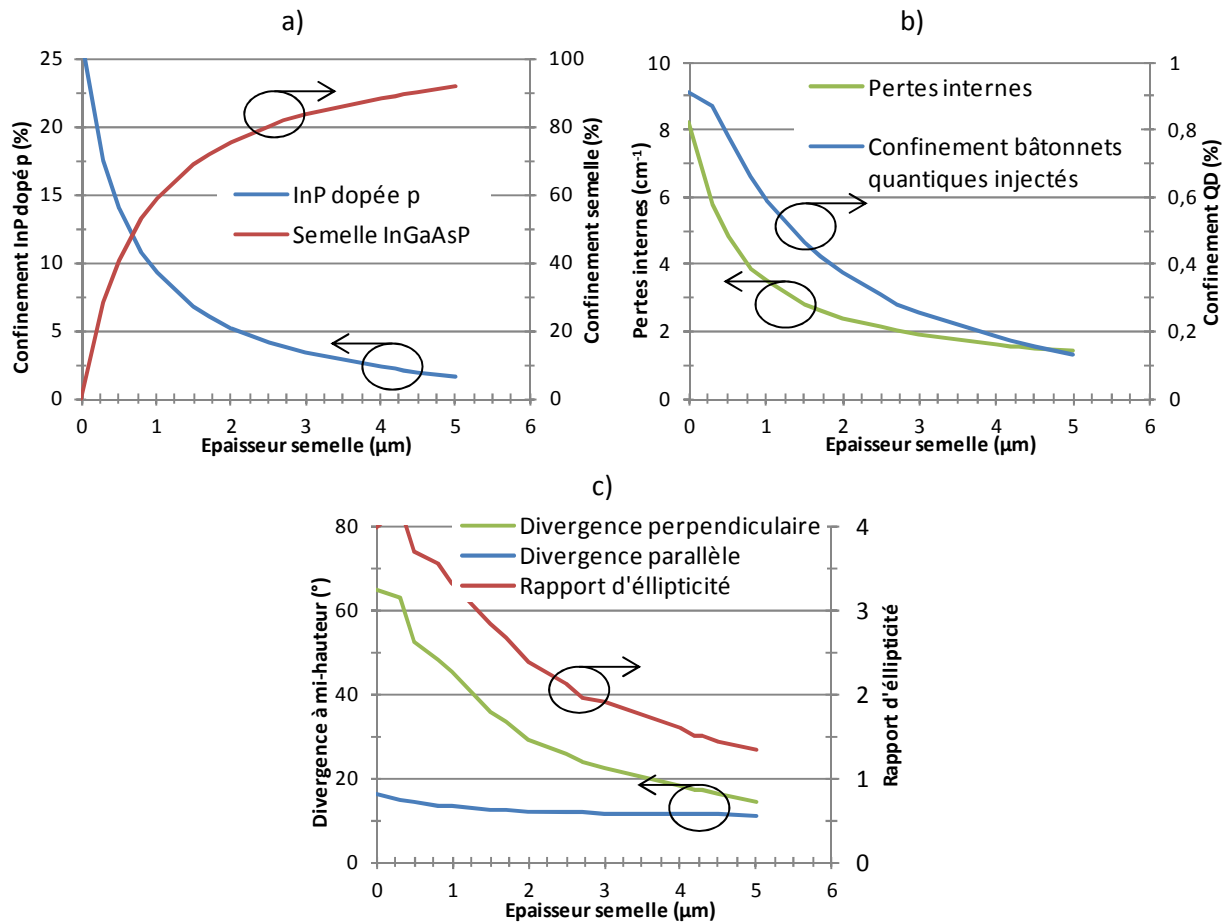 a)
25
20
15
10
5
0
100
80
60
40
20
0
0 1 2 3 4 5 6
Confinement InP dopé p (%)
Confinement semelle (%)
InP dopée p
Semelle InGaAsP
Epaisseur semelle (µm)
b)
10
8
6
4
2
0
1
0,8
0,6
0,4
0,2
0
0 1 2 3 4 5 6
Pertes internes (cm⁻¹)
Confinement QD (%)
Pertes internes
Confinement bâtonnets
quantiques injectés
Epaisseur semelle (µm)
c)
80
60
40
20
0
4
3
2
1
0
0 1 2 3 4 5 6
Divergence à mi-hauteur (°)
Rapport d'éllipticité
Divergence perpendiculaire
Divergence parallèle
Rapport d'éllipticité
Epaisseur semelle (µm)